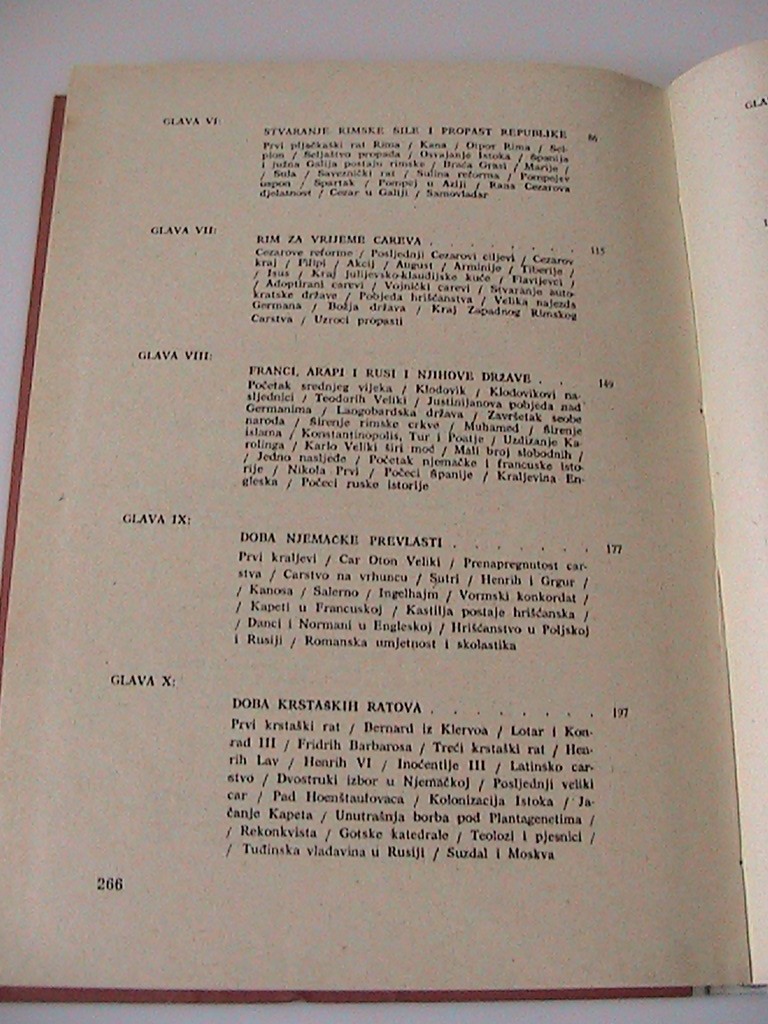 GLAVA VI:
STVARANJE RIMSKE SILE I PROPAST REPUBLIKE 86
Prvi pljačkaški rat Rima / Kana / Otpor Rima / Sci-
pion / Seljaštvo propada / Osvajanje Istoka / Španija
i južna Galija postaju rimske / Braća Grasi / Marije /
/ Sula / Saveznički rat / Sulina reforma / Pompejev
uspon / Spartak / Pompej u Aziji / Rana Cezarova
djelatnost / Cezar u Galiji / Samovladar
GLAVA VII:
RIM ZA VRIJEME CAREVA . . . . . . . 115
Cezarove reforme / Posljednji Cezarovi ciljevi / Cezarov
kraj / Filipi / Akcij / August / Arminije / Tiberije /
/ Isus / Kraj julijevsko-klaudijske kuće / Flavijevci /
/ Adoptirani carevi / Vojnički carevi / Stvaranje auto-
kratske države / Pobjeda hrišćanstva / Velika najezda
Germana / Božja država / Kraj Zapadnog Rimskog
Carstva / Uzroci propasti
GLAVA VIII:
FRANCI, ARAPI I RUSI I NJIHOVE DRŽAVE . . 149
Početak srednjeg vijeka / Klodovik / Klodovikovi na-
sljednici / Teodorih Veliki / Justinijanova pobjeda nad
Germanima / Langobardska država / Završetak seobe
naroda / Širenje rimske crkve / Muhamed / Širenje
islama / Konstantinopolis, Tur i Poatje / Uzdizanje Ka-
rolinga / Karlo Veliki širi moć / Mali broj slobodnih /
/ Jedno nasljeđe / Početak njemačke i francuske isto-
rije / Nikola Prvi / Počeci Španije / Kraljevina En-
gleska / Počeci ruske istorije
GLAVA IX:
DOBA NJEMAČKE PREVLASTI . . . . . . . 177
Prvi kraljevi / Car Oton Veliki / Prenapregnutost car-
stva / Carstvo na vrhuncu / Sutri / Henrih i Grgur /
/ Kanosa / Salerno / Ingelhajm / Vormski konkordat /
/ Kapeti u Francuskoj / Kastilja postaje hrišćanska /
/ Danci i Normani u Engleskoj / Hrišćanstvo u Poljskoj
i Rusiji / Romanska umjetnost i skolastika
GLAVA X:
DOBA KRSTAŠKIH RATOVA . . . . . . . 197
Prvi krstaški rat / Bernard iz Klervoa / Lotar i Kon-
rad III / Fridrih Barbarosa / Treći krstaški rat / Hen-
rih Lav / Henrih VI / Inoćentije III / Latinsko car-
stvo / Dvostruki izbor u Njemačkoj / Posljednji veliki
car / Pad Hoenštaufovaca / Kolonizacija Istoka / Ja-
čanje Kapeta / Unutrašnja borba pod Plantagenetima /
/ Rekonkvista / Gotske katedrale / Teolozi i pjesnici /
/ Tuđinska vladavina u Rusiji / Suzdal i Moskva
266
GLA